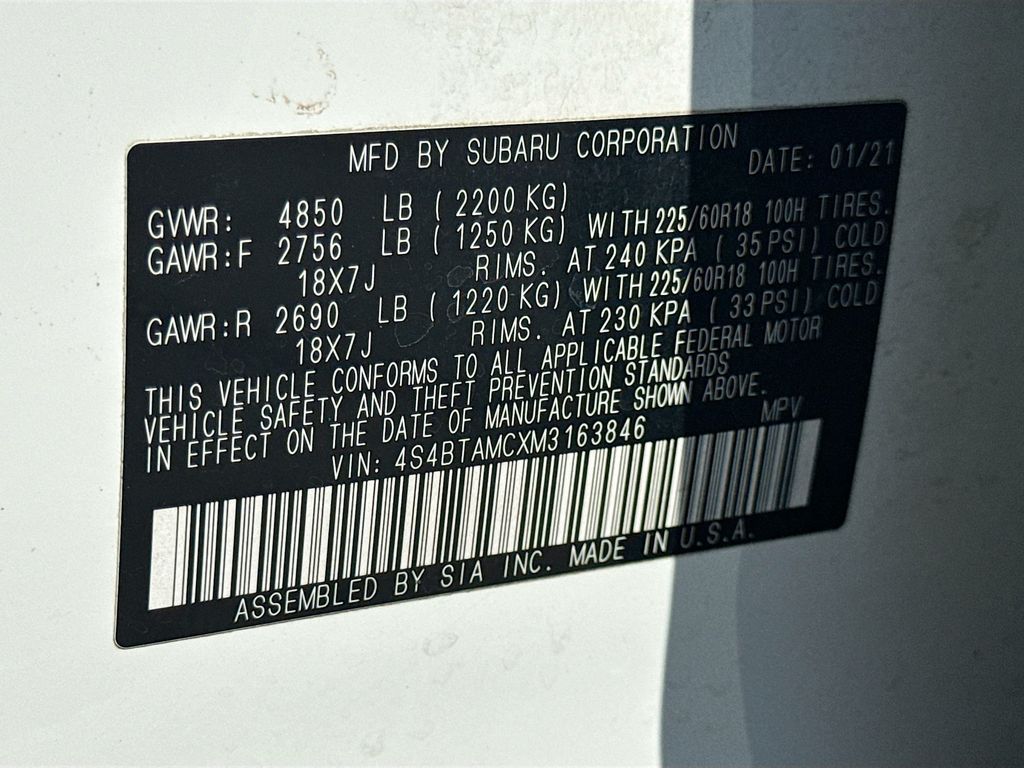 MFD BY SUBARU CORPORATION DATE: 01/21
GVWR: 4850 LB ( 2200 KG)
GAWR:F 2756 LB ( 1250 KG) WITH 225/60R18 100H TIRES.
18X7J RIMS. AT 240 KPA ( 35 PSI) COLD
GAWR:R 2690 LB ( 1220 KG) WITH 225/60R18 100H TIRES.
18X7J RIMS. AT 230 KPA ( 33 PSI) COLD
THIS VEHICLE CONFORMS TO ALL APPLICABLE FEDERAL MOTOR
VEHICLE SAFETY AND THEFT PREVENTION STANDARDS
IN EFFECT ON THE DATE OF MANUFACTURE SHOWN ABOVE.
VIN: 4S4BTAMCXM3163846 MPV
ASSEMBLED BY SIA INC. MADE IN U.S.A.